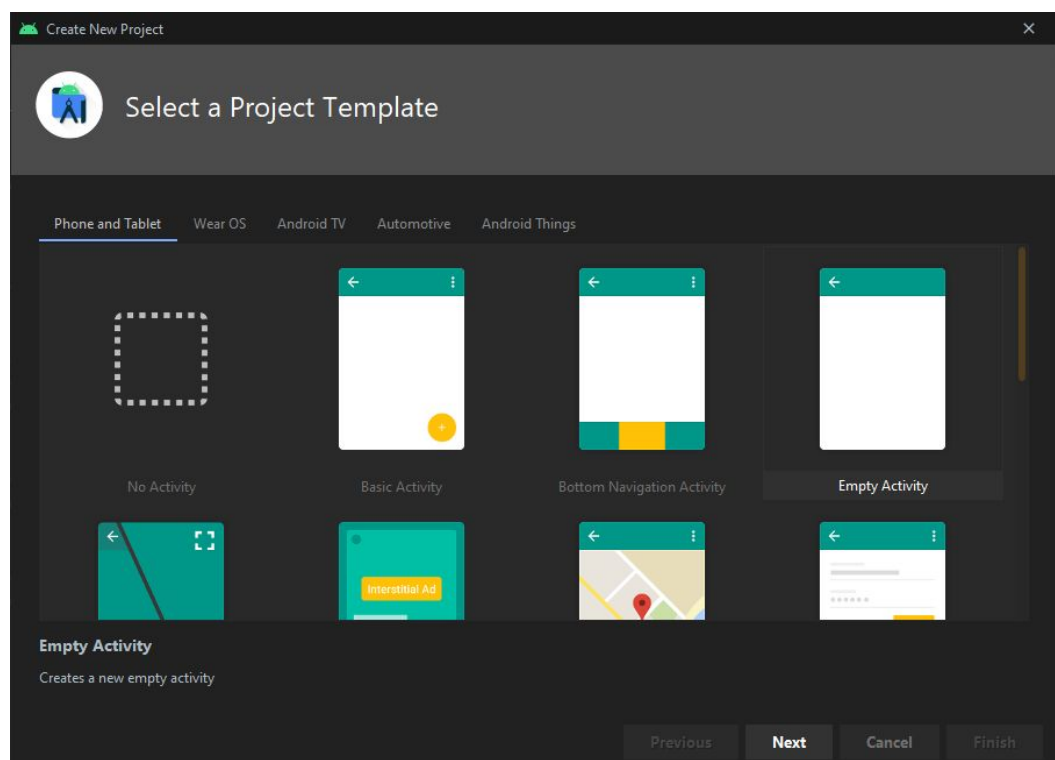 Create New Project
Select a Project Template
Phone and Tablet Wear OS Android TV Automotive Android Things
No Activity Basic Activity Bottom Navigation Activity Empty Activity
Interstitial Ad
Empty Activity
Creates a new empty activity
Previous Next Cancel Finish